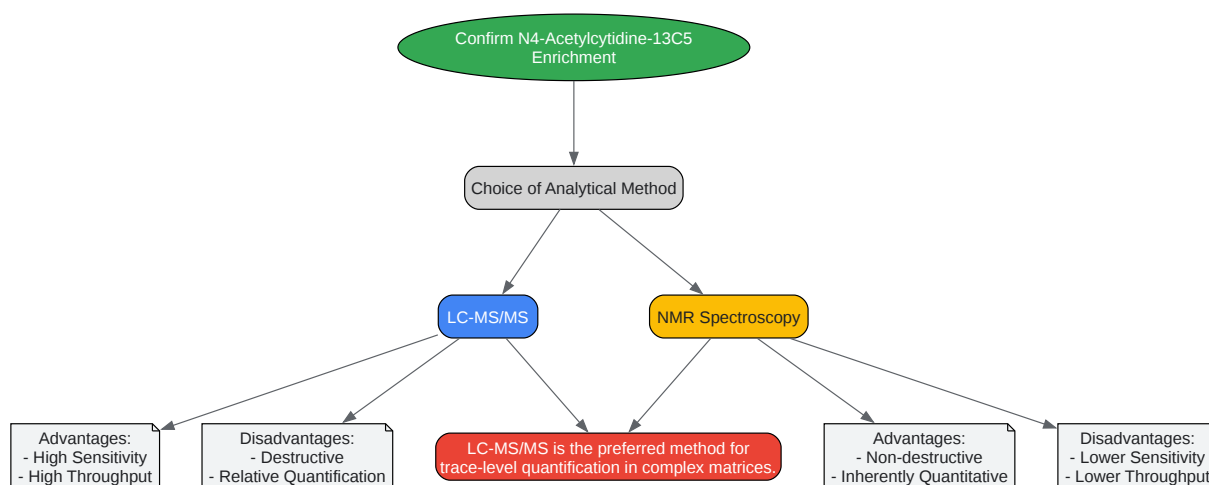 Confirm N4-Acetylcytidine-13C5
Enrichment
Choice of Analytical Method
LC-MS/MS
NMR Spectroscopy
Advantages:
- High Sensitivity
- High Throughput
Disadvantages:
- Destructive
- Relative Quantification
LC-MS/MS is the preferred method for
trace-level quantification in complex matrices.
Advantages:
- Non-destructive
- Inherently Quantitative
Disadvantages:
- Lower Sensitivity
- Lower Throughput